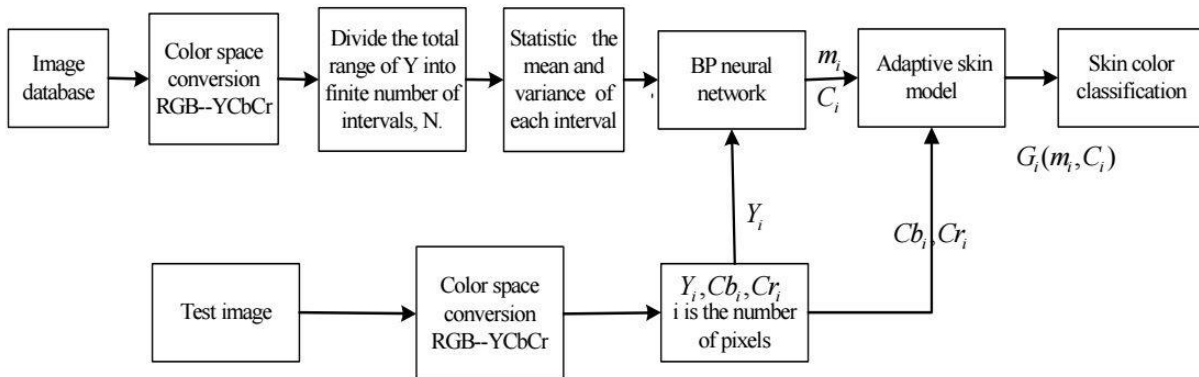 Image
database
Color space
conversion
RGB--YCbCr
Divide the total
range of Y into
finite number of
intervals, N.
Statistic the
mean and
variance of
each interval
BP neural
network
m_i
C_i
Adaptive skin
model
Skin color
classification
G_i(m_i,C_i)
Y_i
Cb_i,Cr_i
Test image
Color space
conversion
RGB--YCbCr
Y_i,Cb_i,Cr_i
i is the number
of pixels